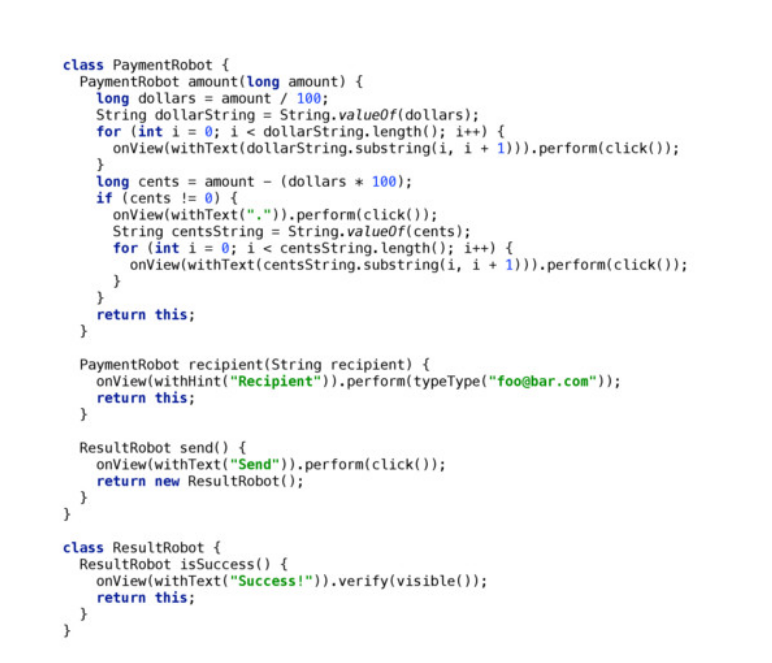 class PaymentRobot {
  PaymentRobot amount(long amount) {
    long dollars = amount / 100;
    String dollarString = String.valueOf(dollars);
    for (int i = 0; i < dollarString.length(); i++) {
      onView(withText(dollarString.substring(i, i + 1))).perform(click());
    }
    long cents = amount - (dollars * 100);
    if (cents != 0) {
      onView(withText(".")).perform(click());
      String centsString = String.valueOf(cents);
      for (int i = 0; i < centsString.length(); i++) {
        onView(withText(centsString.substring(i, i + 1))).perform(click());
      }
    }
    return this;
  }

  PaymentRobot recipient(String recipient) {
    onView(withHint("Recipient")).perform(typeType("foo@bar.com"));
    return this;
  }

  ResultRobot send() {
    onView(withText("Send")).perform(click());
    return new ResultRobot();
  }
}

class ResultRobot {
  ResultRobot isSuccess() {
    onView(withText("Success!")).verify(visible());
    return this;
  }
}